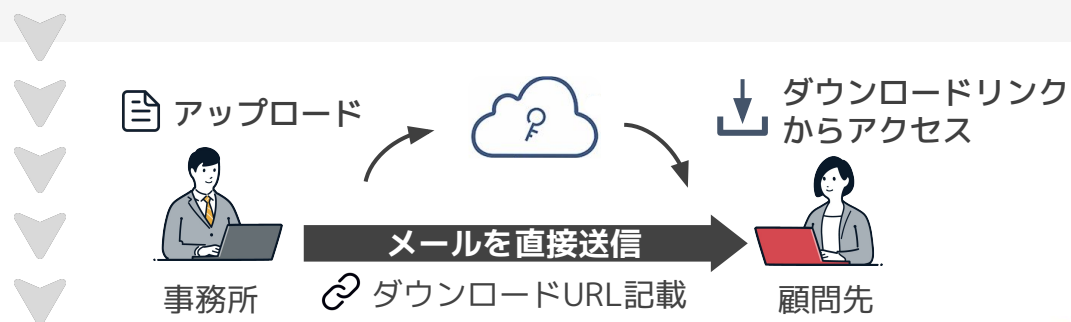 アップロード
ダウンロードリンク
からアクセス
メールを直接送信
事務所
ダウンロードURL記載
顧問先